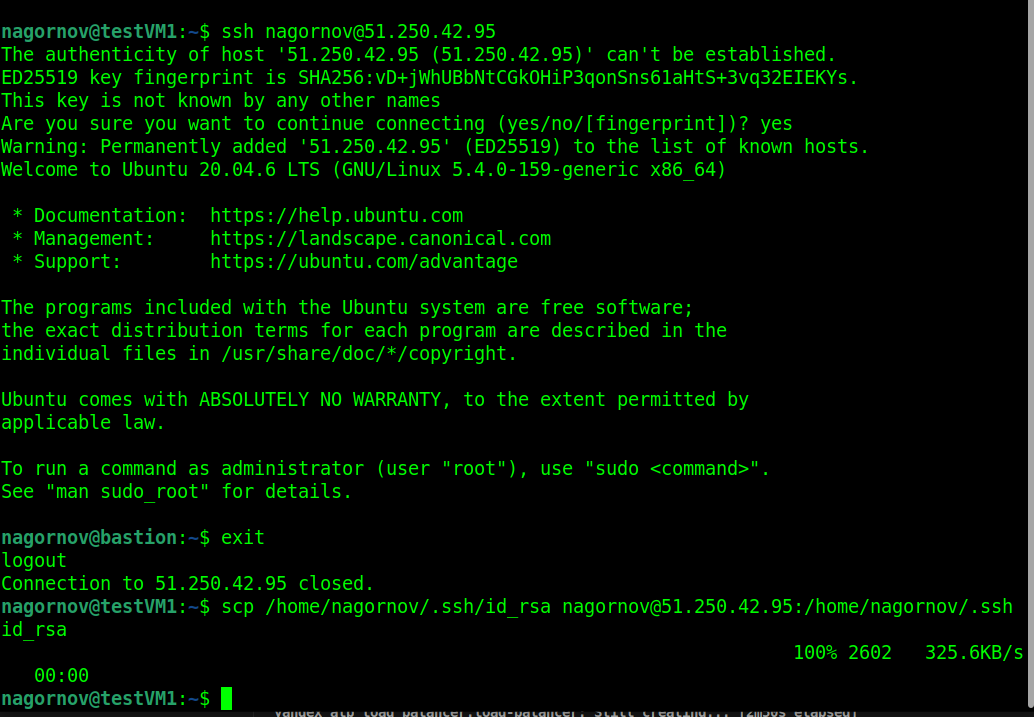 nagornov@testVM1:~$ ssh nagornov@51.250.42.95
The authenticity of host '51.250.42.95 (51.250.42.95)' can't be established.
ED25519 key fingerprint is SHA256:vD+jWhUBbNtCGkOHiP3qonSns61aHtS+3vq32EIEKYs.
This key is not known by any other names
Are you sure you want to continue connecting (yes/no/[fingerprint])? yes
Warning: Permanently added '51.250.42.95' (ED25519) to the list of known hosts.
Welcome to Ubuntu 20.04.6 LTS (GNU/Linux 5.4.0-159-generic x86_64)

 * Documentation:  https://help.ubuntu.com
 * Management:     https://landscape.canonical.com
 * Support:        https://ubuntu.com/advantage

The programs included with the Ubuntu system are free software;
the exact distribution terms for each program are described in the
individual files in /usr/share/doc/*/copyright.

Ubuntu comes with ABSOLUTELY NO WARRANTY, to the extent permitted by
applicable law.

To run a command as administrator (user "root"), use "sudo <command>".
See "man sudo_root" for details.

nagornov@bastion:~$ exit
logout
Connection to 51.250.42.95 closed.
nagornov@testVM1:~$ scp /home/nagornov/.ssh/id_rsa nagornov@51.250.42.95:/home/nagornov/.ssh
id_rsa
100% 2602   325.6KB/s
   00:00
nagornov@testVM1:~$